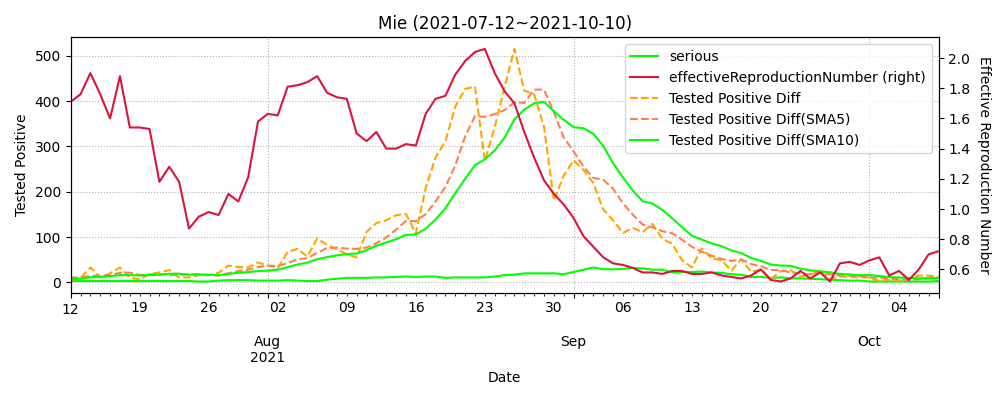 Mie (2021-07-12~2021-10-10)
serious
effectiveReproductionNumber (right)
Tested Positive Diff
Tested Positive Diff(SMA5)
Tested Positive Diff(SMA10)
Tested Positive
500
400
300
200
100
0
2.0
1.8
1.6
1.4
1.2
1.0
0.8
0.6
Effective Reproduction Number
12 19 26 02 09 16 23 30 06 13 20 27 04
Aug Sep Oct
2021
Date